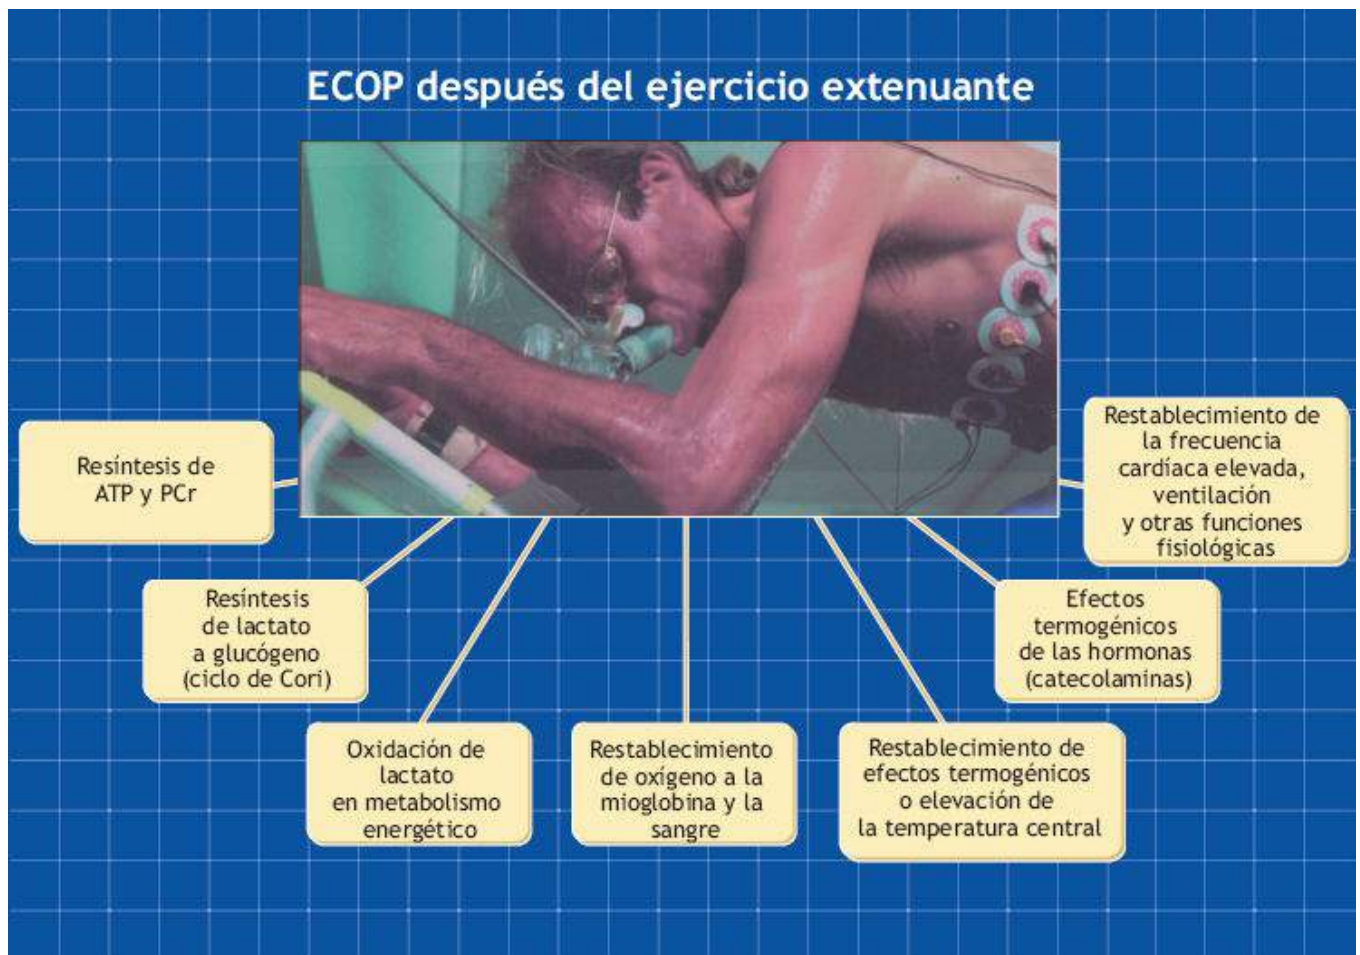 ECOP después del ejercicio extenuante
Resíntesis de
ATP y PCr
Resíntesis
de lactato
a glucógeno
(ciclo de Cori)
Oxidación de
lactato
en metabolismo
energético
Restablecimiento
de oxígeno a la
mioglobina y la
sangre
Restablecimiento de
efectos termogénicos
o elevación de
la temperatura central
Efectos
termogénicos
de las hormonas
(catecolaminas)
Restablecimiento de
la frecuencia
cardíaca elevada,
ventilación
y otras funciones
fisiológicas